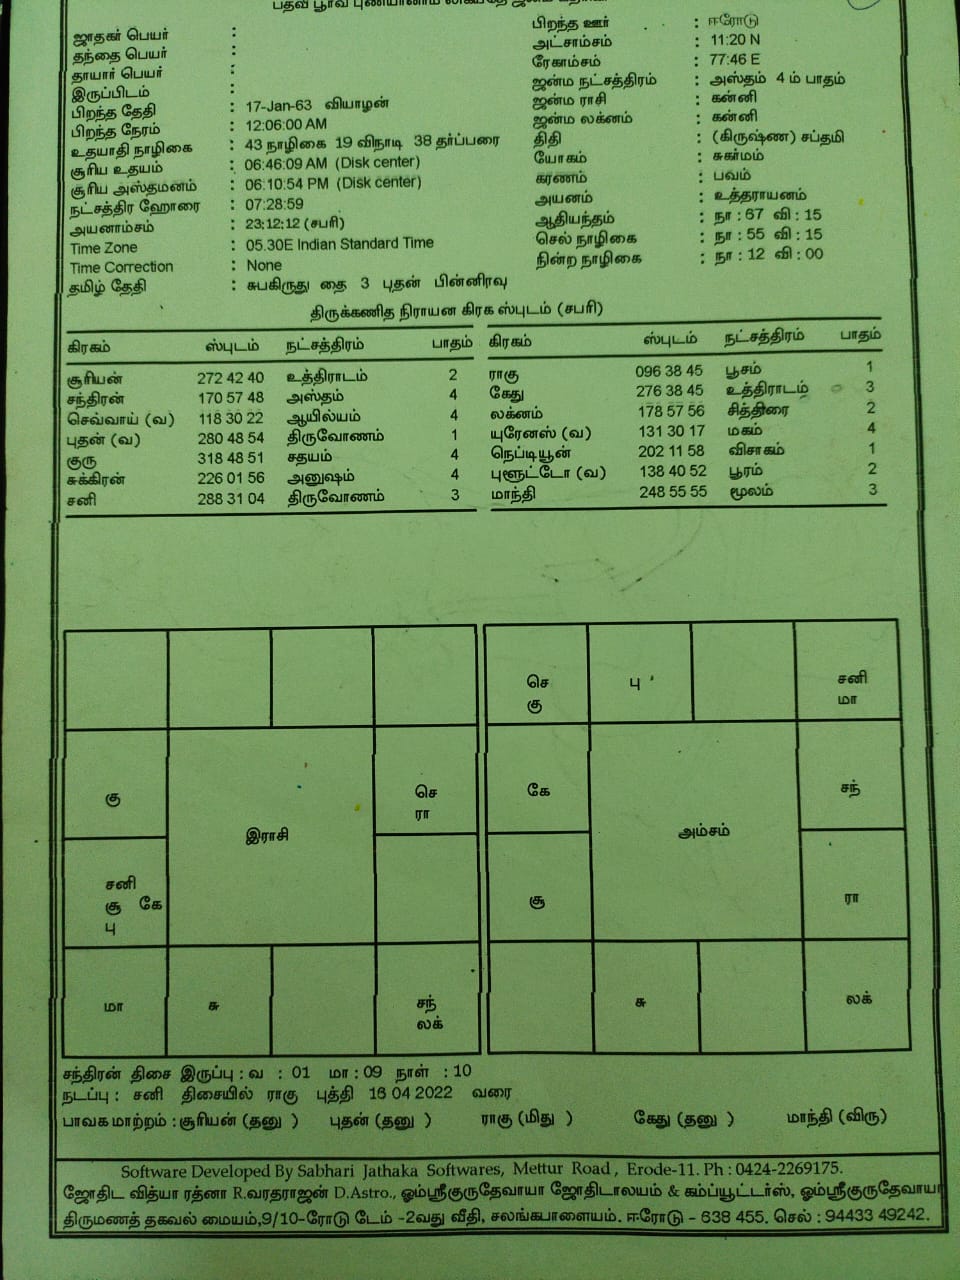 பதவி பூர்வ புண்யானாம்
ஜாதகர் பெயர் :
தந்தை பெயர் :
தாயார் பெயர் :
இருப்பிடம் :
பிறந்த தேதி : 17-Jan-63 வியாழன்
பிறந்த நேரம் : 12:06:00 AM
உதயாதி நாழிகை : 43 நாழிகை 19 விநாடி 38 தர்ப்பரை
சூரிய உதயம் : 06:46:09 AM (Disk center)
சூரிய அஸ்தமனம் : 06:10:54 PM (Disk center)
நட்சத்திர ஹோரை : 07:28:59
அயனாம்சம் : 23:12:12 (சபரி)
Time Zone : 05.30E Indian Standard Time
Time Correction : None
தமிழ் தேதி : சுபகிருது தை 3 புதன் பின்னிரவு
பிறந்த ஊர் : ஈரோடு
அட்சாம்சம் : 11:20 N
ரேகாம்சம் : 77:46 E
ஜன்ம நட்சத்திரம் : அஸ்தம் 4 ம் பாதம்
ஜன்ம ராசி : கன்னி
ஜன்ம லக்னம் : கன்னி
திதி : (கிருஷ்ண) சப்தமி
யோகம் : சுகர்மம்
கரணம் : பவம்
அயனம் : உத்தராயனம்
ஆதியந்தம் : நா : 67 வி : 15
செல் நாழிகை : நா : 55 வி : 15
நின்ற நாழிகை : நா : 12 வி : 00
திருக்கணித நிராயன கிரக ஸ்புடம் (சபரி)
கிரகம் ஸ்புடம் நட்சத்திரம் பாதம் கிரகம் ஸ்புடம் நட்சத்திரம் பாதம்
சூரியன் 272 42 40 உத்திராடம் 2 ராகு 096 38 45 பூசம் 1
சந்திரன் 170 57 48 அஸ்தம் 4 கேது 276 38 45 உத்திராடம் 3
செவ்வாய் (வ) 118 30 22 ஆயில்யம் 4 லக்னம் 178 57 56 சித்திரை 2
புதன் (வ) 280 48 54 திருவோணம் 1 யுரேனஸ் (வ) 131 30 17 மகம் 4
குரு 318 48 51 சதயம் 4 நெப்டியூன் 202 11 58 விசாகம் 1
சுக்கிரன் 226 01 56 அனுஷம் 4 புளூட்டோ (வ) 138 40 52 பூரம் 2
சனி 288 31 04 திருவோணம் 3 மாந்தி 248 55 55 மூலம் 3
கு
செ
ரா
இராசி
சனி
சூ கே
பு
மா
சு
சந்
லக்
செ
கு
பு
சனி
மா
கே
சந்
அம்சம்
சூ
ரா
சு
லக்
சந்திரன் திசை இருப்பு : வ : 01 மா : 09 நாள் : 10
நடப்பு : சனி திசையில் ராகு புத்தி 16 04 2022 வரை
பாவக மாற்றம் : சூரியன் (தனு ) புதன் (தனு ) ராகு (மிது ) கேது (தனு ) மாந்தி (விரு)
Software Developed By Sabhari Jathaka Softwares, Mettur Road , Erode-11. Ph : 0424-2269175.
ஜோதிட வித்யா ரத்னா R.வரதராஜன் D.Astro., ஓம்ஸ்ரீகுருதேவாயா ஜோதிடாலயம் & கம்ப்யூட்டர்ஸ், ஓம்ஸ்ரீகுருதேவாயா
திருமணத் தகவல் மையம்,9/10-ரோடு டேம் -2வது வீதி, சலங்கபாளையம். ஈரோடு - 638 455. செல் : 94433 49242.